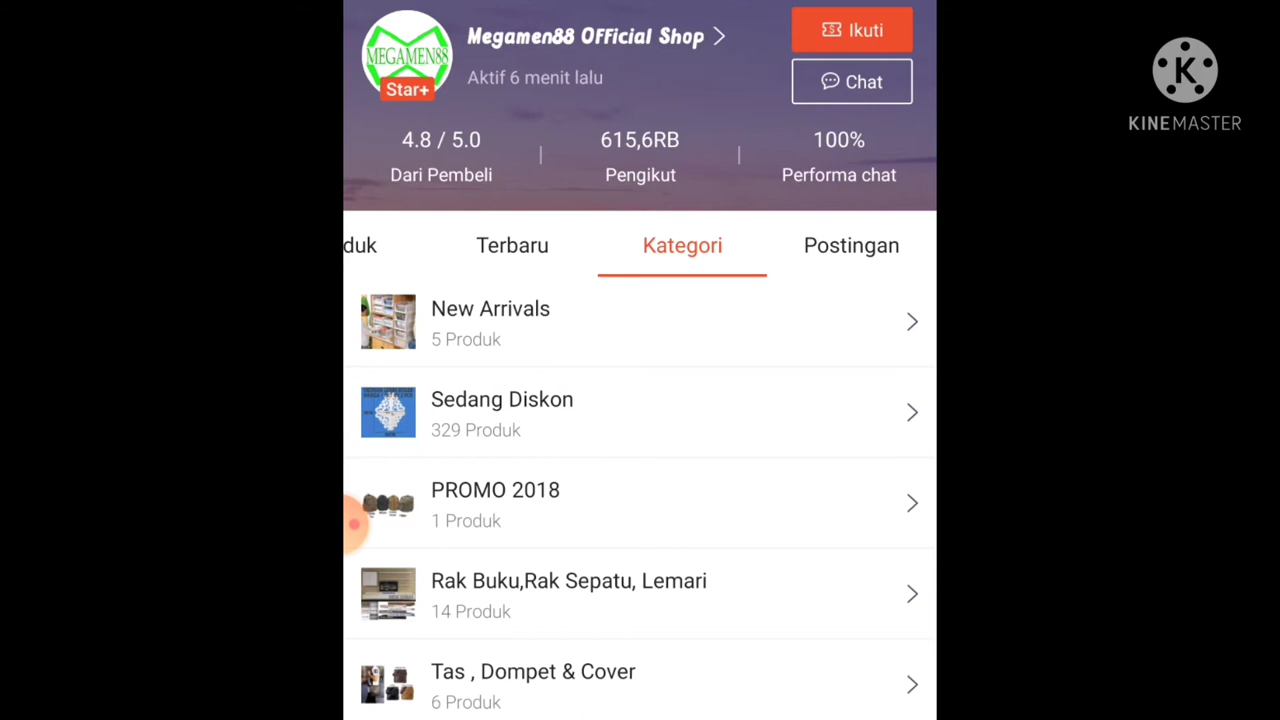 MEGAMEN88
Star+
Megamen88 Official Shop
Aktif 6 menit lalu
Ikuti
Chat
4.8 / 5.0
Dari Pembeli
615,6RB
Pengikut
100%
Performa chat
duk
Terbaru
Kategori
Postingan
New Arrivals
5 Produk
Sedang Diskon
329 Produk
PROMO 2018
1 Produk
Rak Buku,Rak Sepatu, Lemari
14 Produk
Tas , Dompet & Cover
6 Produk
K
KINEMASTER